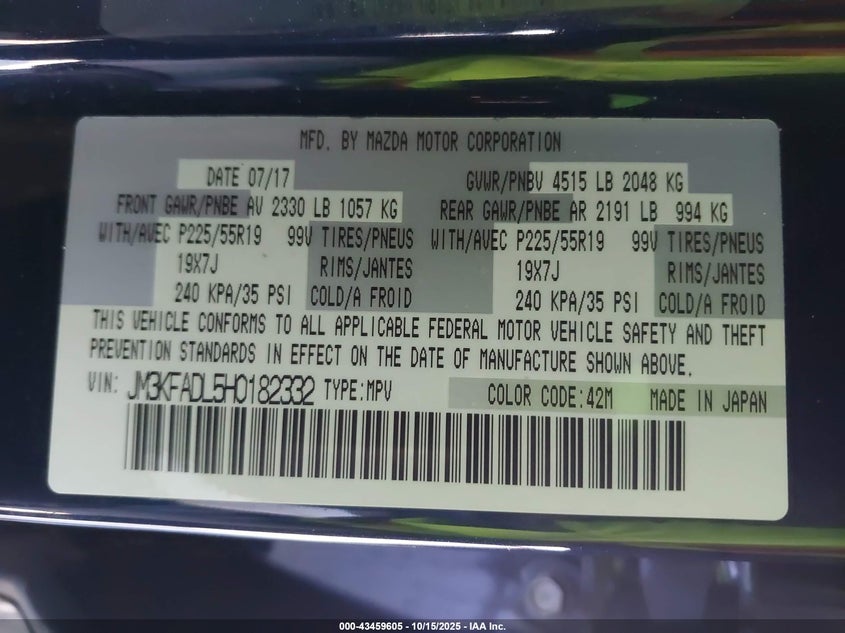 MFD. BY MAZDA MOTOR CORPORATION
DATE 07/17 GVWR/PNBV 4515 LB 2048 KG
FRONT GAWR/PNBE AV 2330 LB 1057 KG REAR GAWR/PNBE AR 2191 LB 994 KG
WITH/AVEC P225/55R19 99V TIRES/PNEUS WITH/AVEC P225/55R19 99V TIRES/PNEUS
19X7J RIMS/JANTES 19X7J RIMS/JANTES
240 KPA/35 PSI COLD/A FROID 240 KPA/35 PSI COLD/A FROID
THIS VEHICLE CONFORMS TO ALL APPLICABLE FEDERAL MOTOR VEHICLE SAFETY AND THEFT
PREVENTION STANDARDS IN EFFECT ON THE DATE OF MANUFACTURE SHOWN ABOVE.
VIN: JM3KFADL5H0182332 TYPE:MPV COLOR CODE:42M MADE IN JAPAN
000-43459605 - 10/15/2025 - IAA Inc.